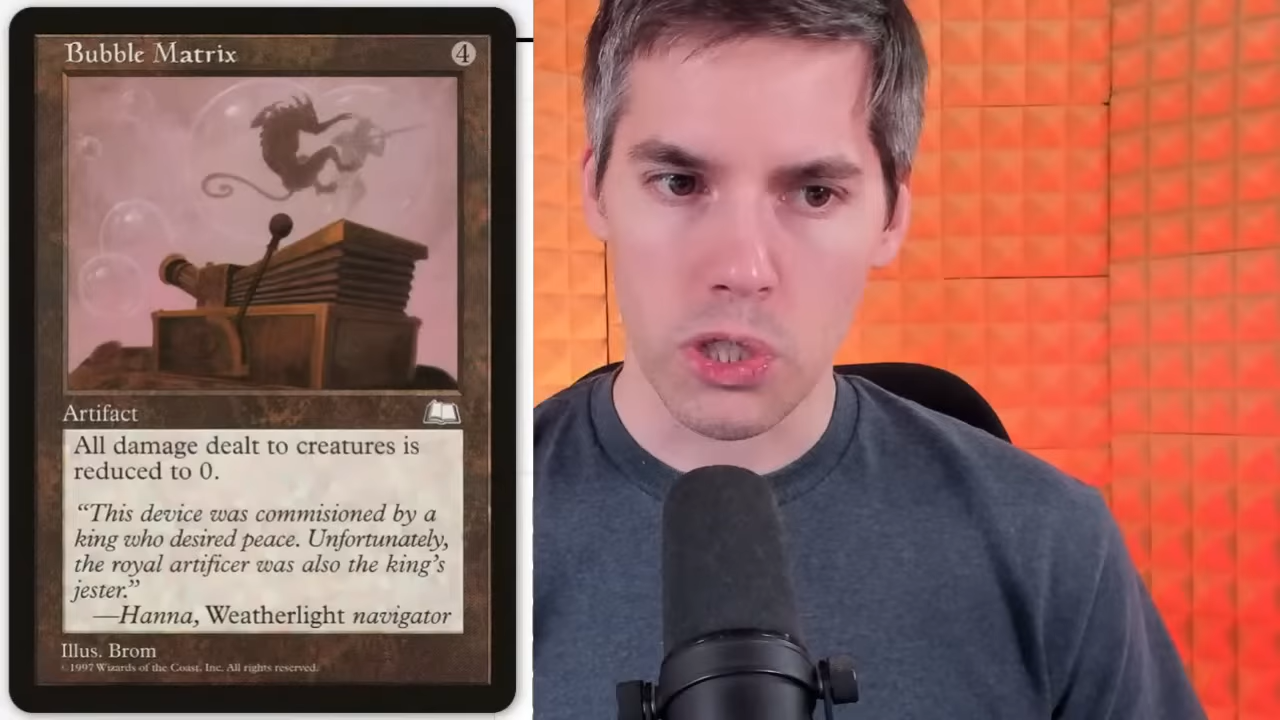 Bubble Matrix 4
Artifact
All damage dealt to creatures is
reduced to 0.
“This device was commisioned by a
king who desired peace. Unfortunately,
the royal artificer was also the king’s
jester.”
—Hanna, Weatherlight navigator
Illus. Brom
© 1997 Wizards of the Coast, Inc. All rights reserved.